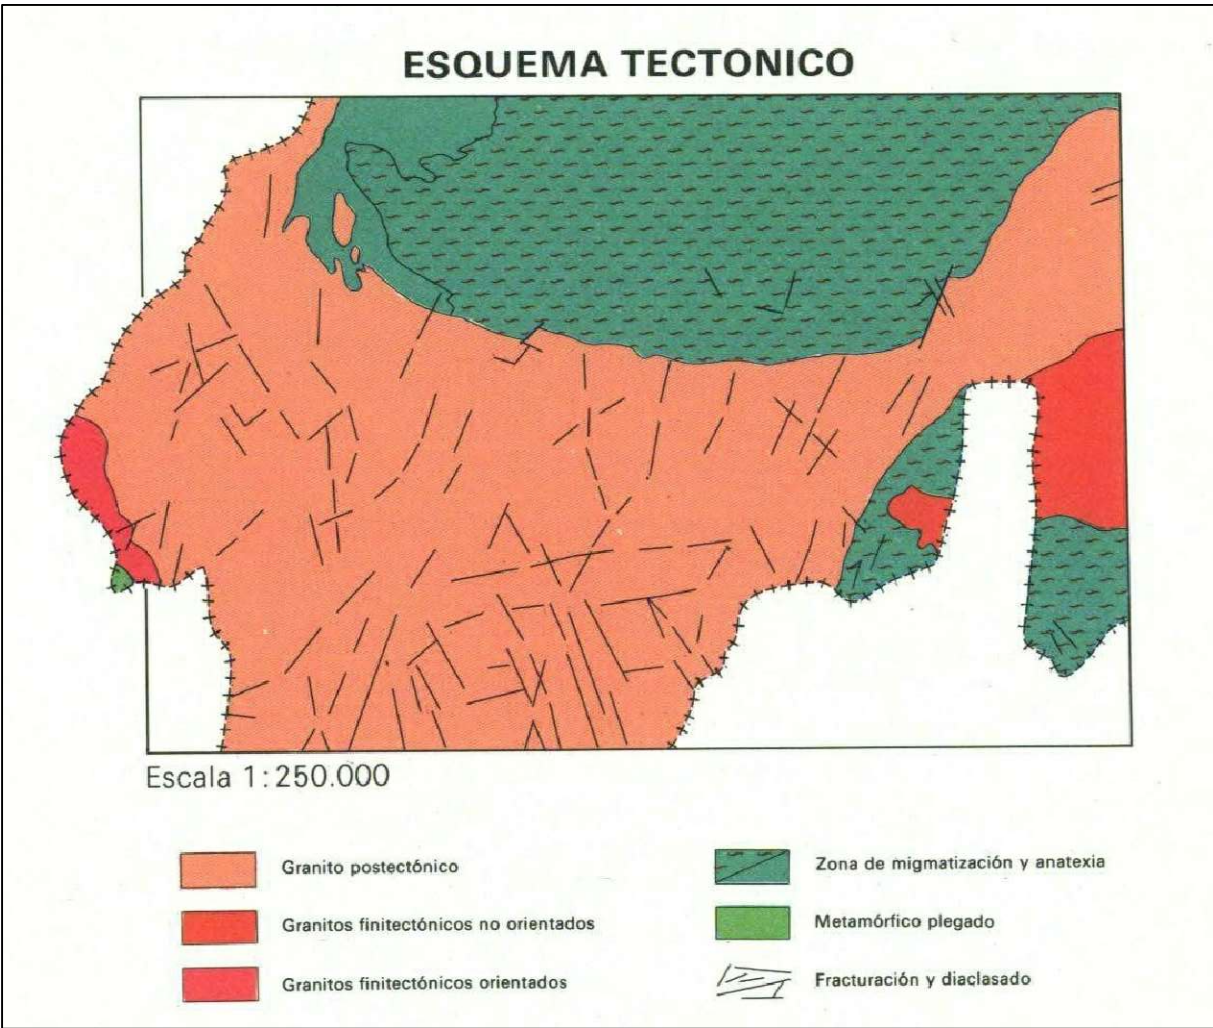 ESQUEMA TECTONICO
Escala 1:250.000
Granito postectónico
Granitos finitectónicos no orientados
Granitos finitectónicos orientados
Zona de migmatización y anatexia
Metamórfico plegado
Fracturación y diaclasado